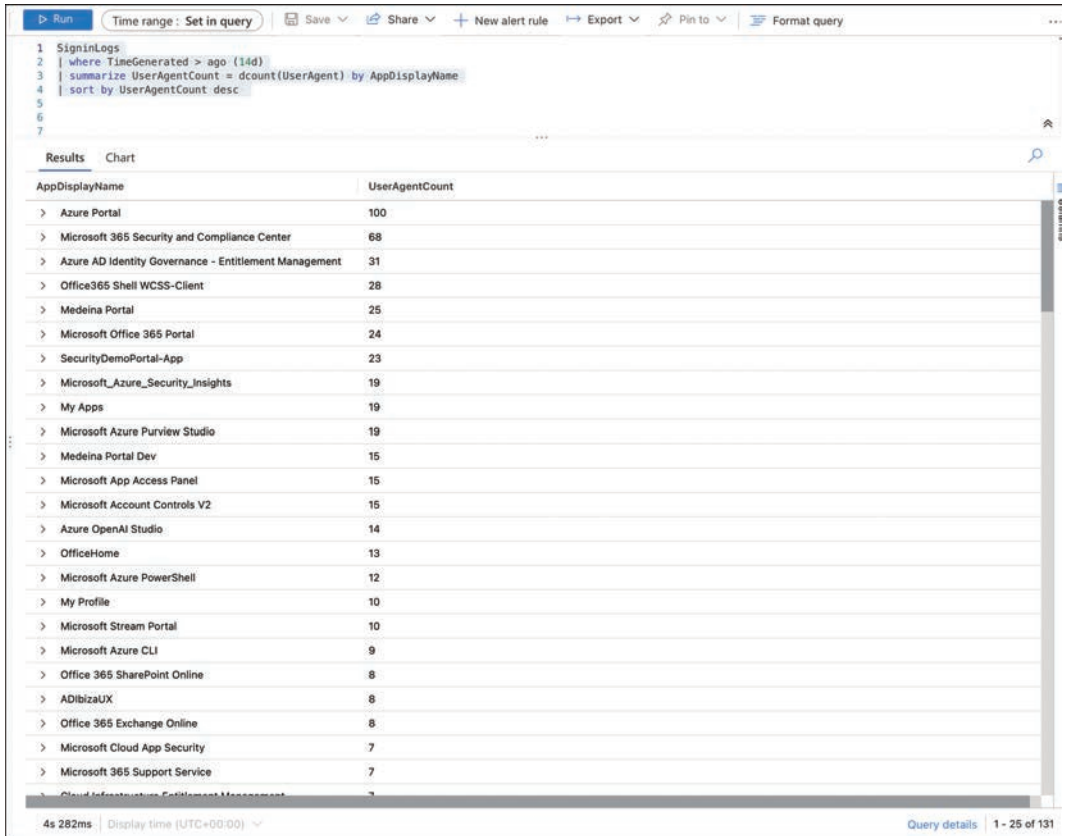 Run Time range : Set in query Save Share New alert rule Export Pin to Format query ...
1 SigninLogs
2 | where TimeGenerated > ago (14d)
3 | summarize UserAgentCount = dcount(UserAgent) by AppDisplayName
4 | sort by UserAgentCount desc
5
6
7
...
Results Chart
AppDisplayName UserAgentCount
> Azure Portal 100
> Microsoft 365 Security and Compliance Center 68
> Azure AD Identity Governance - Entitlement Management 31
> Office365 Shell WCSS-Client 28
> Medeina Portal 25
> Microsoft Office 365 Portal 24
> SecurityDemoPortal-App 23
> Microsoft_Azure_Security_Insights 19
> My Apps 19
> Microsoft Azure Purview Studio 19
> Medeina Portal Dev 15
> Microsoft App Access Panel 15
> Microsoft Account Controls V2 15
> Azure OpenAI Studio 14
> OfficeHome 13
> Microsoft Azure PowerShell 12
> My Profile 10
> Microsoft Stream Portal 10
> Microsoft Azure CLI 9
> Office 365 SharePoint Online 8
> ADIbizaUX 8
> Office 365 Exchange Online 8
> Microsoft Cloud App Security 7
> Microsoft 365 Support Service 7
> Cloud Infrastructure Entitlement Management 7
4s 282ms Display time (UTC+00:00) Query details 1 - 25 of 131